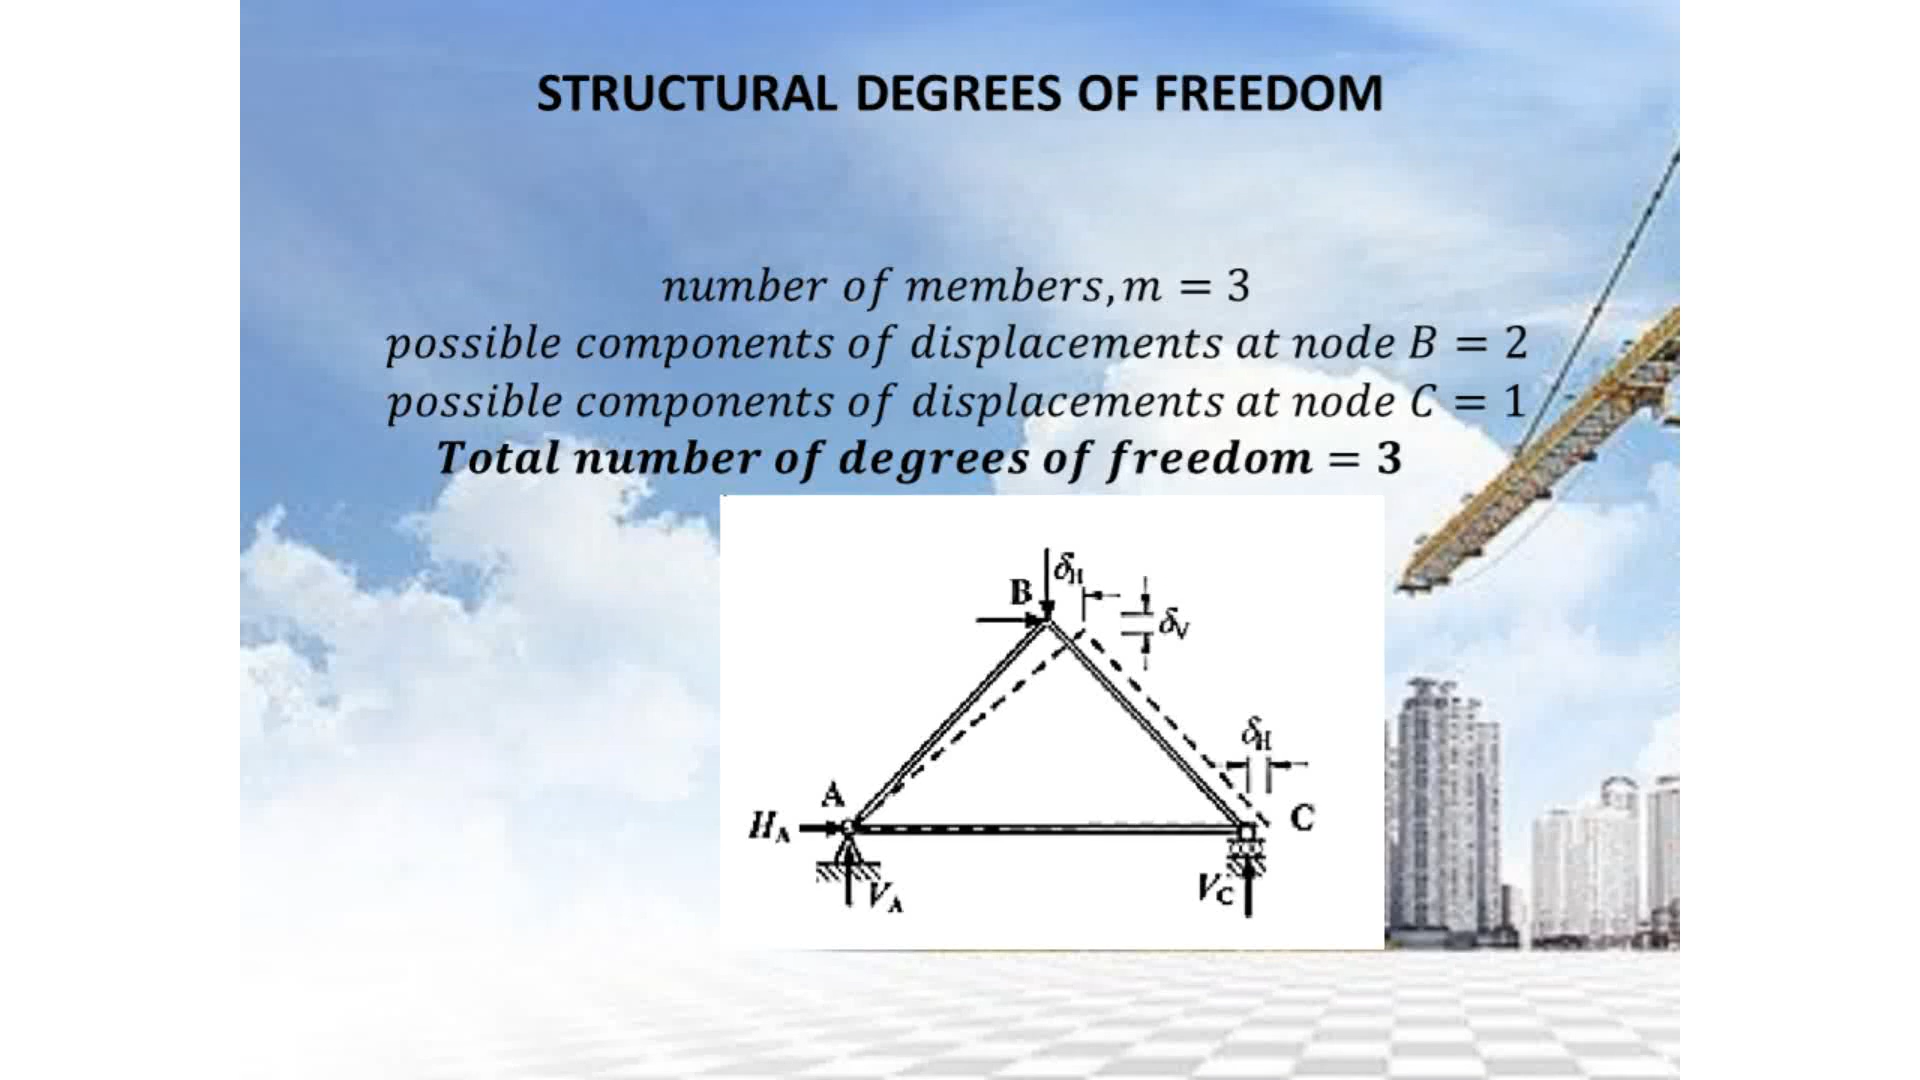 STRUCTURAL DEGREES OF FREEDOM
number of members, m = 3
possible components of displacements at node B = 2
possible components of displacements at node C = 1
Total number of degrees of freedom = 3
B
δH
δV
δH
A
C
HA
VA
VC